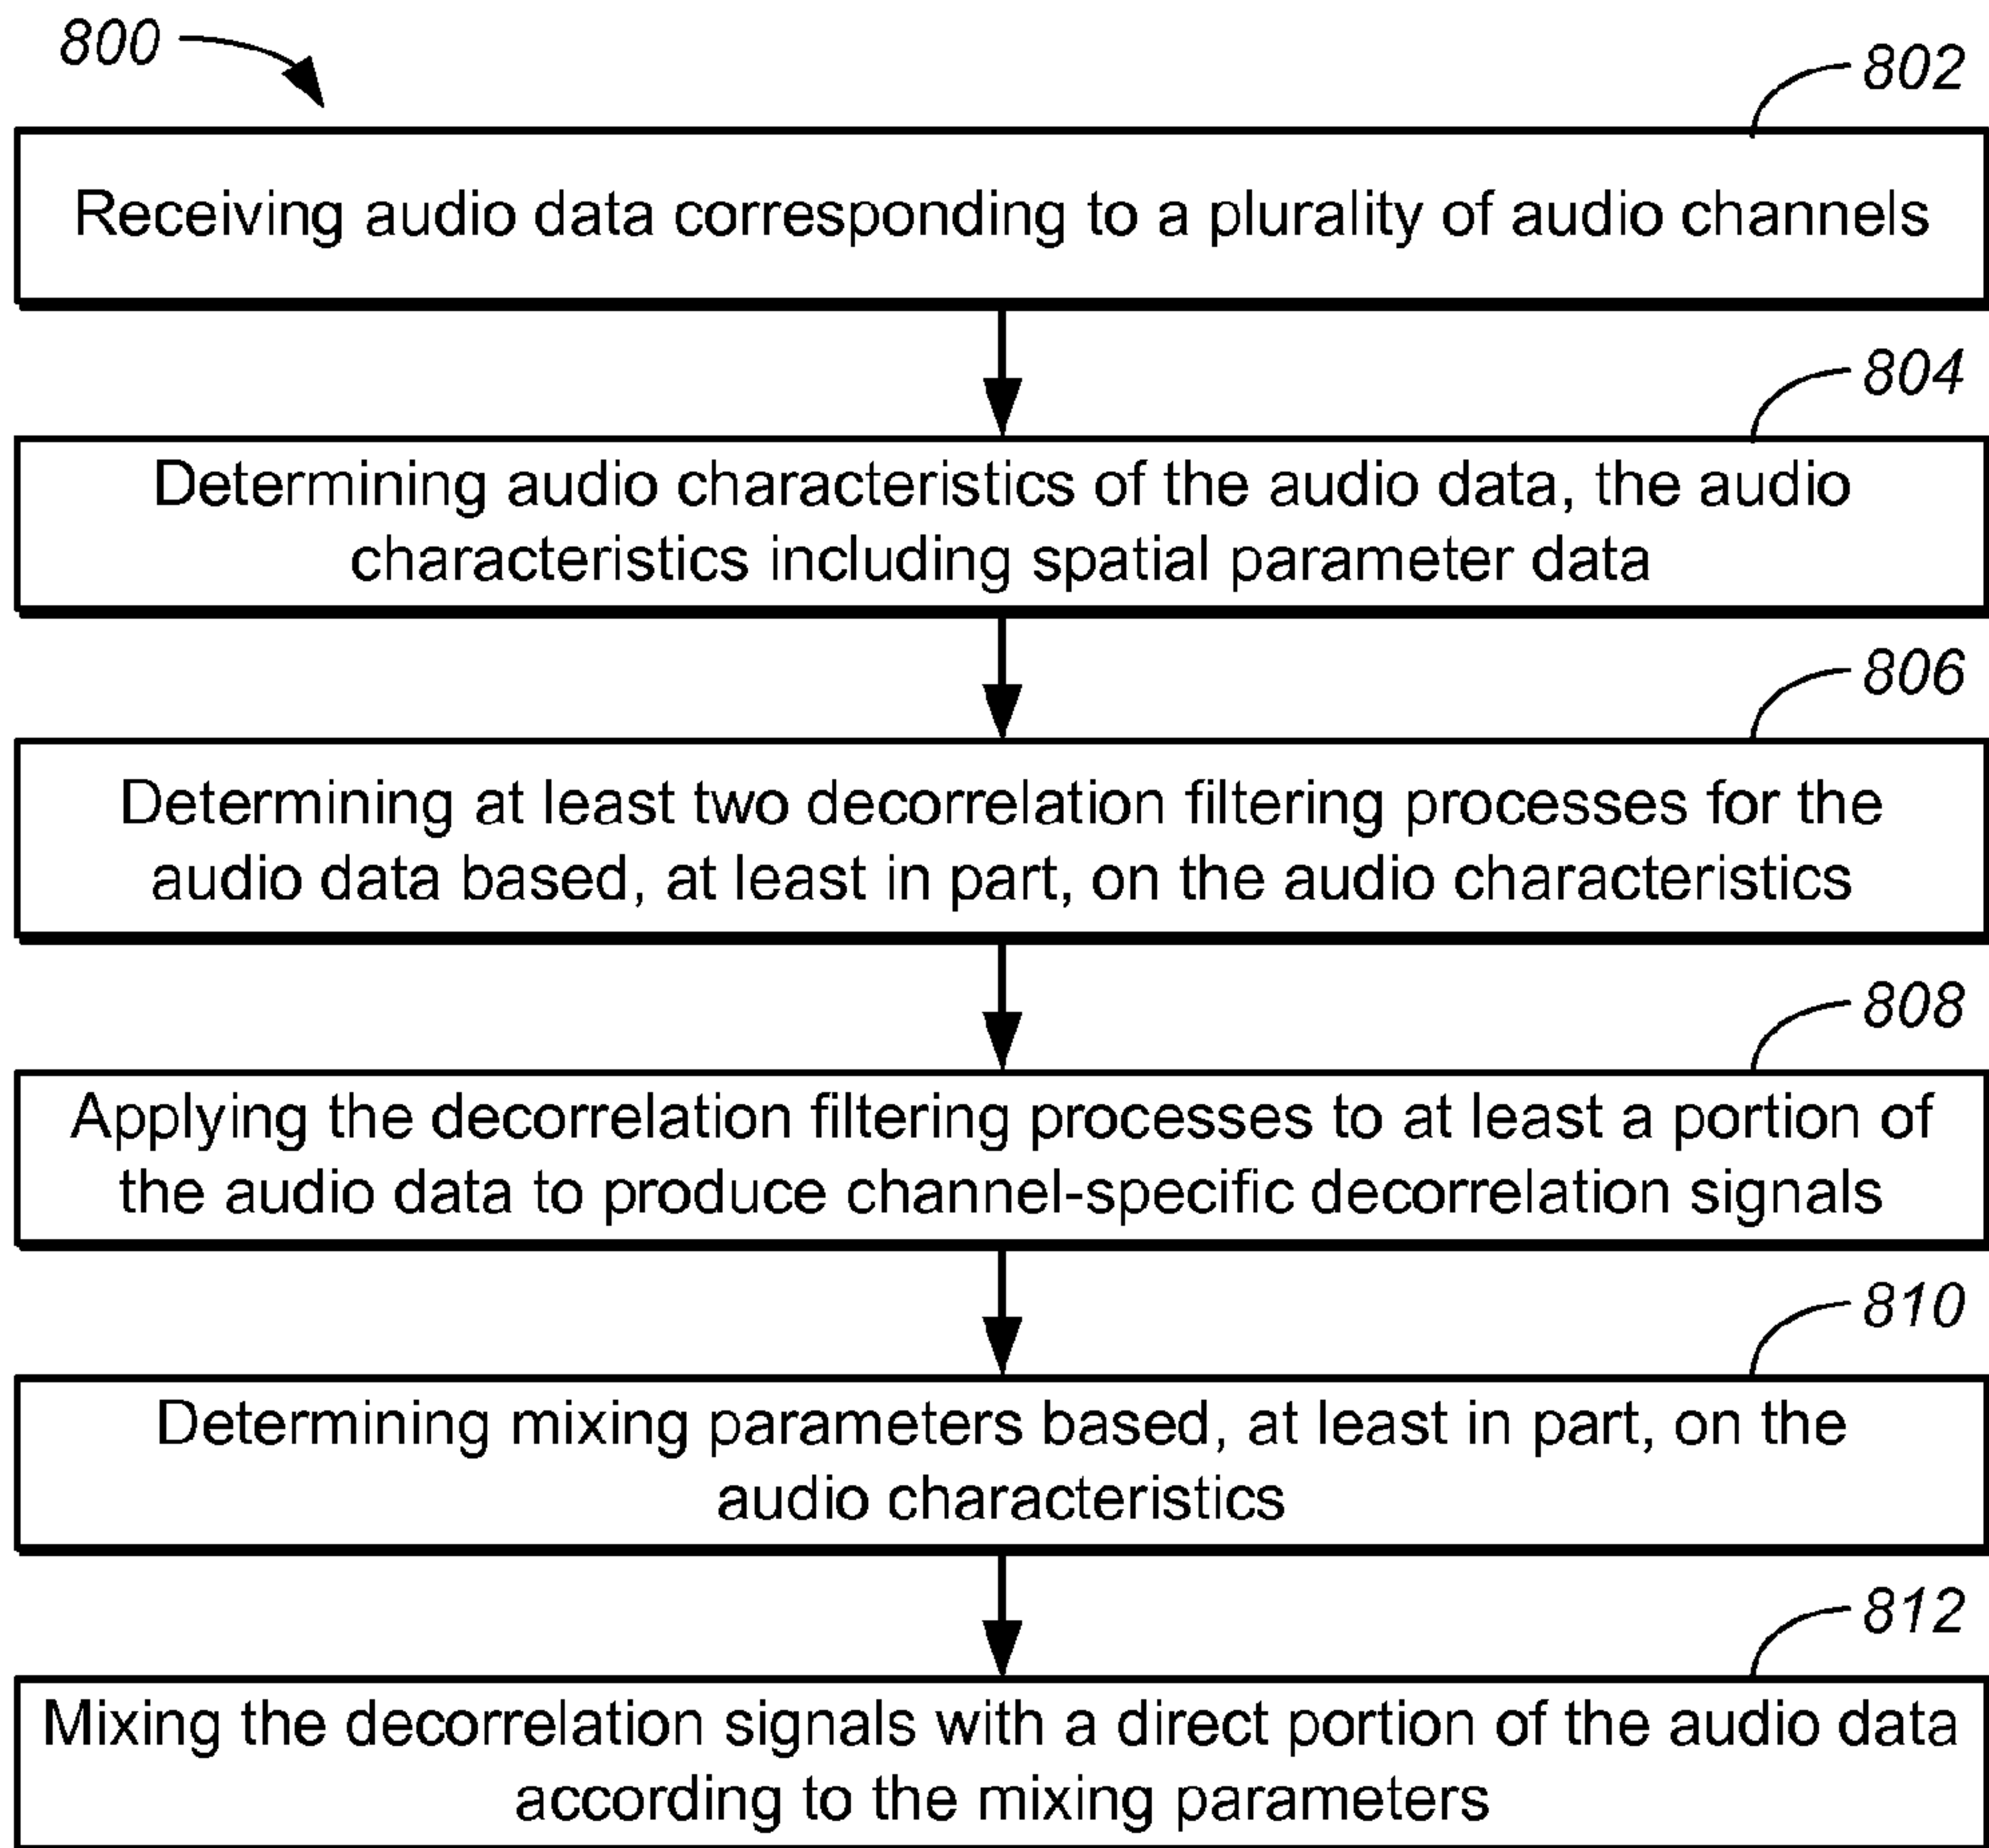 800
802
Receiving audio data corresponding to a plurality of audio channels
804
Determining audio characteristics of the audio data, the audio
characteristics including spatial parameter data
806
Determining at least two decorrelation filtering processes for the
audio data based, at least in part, on the audio characteristics
808
Applying the decorrelation filtering processes to at least a portion of
the audio data to produce channel-specific decorrelation signals
810
Determining mixing parameters based, at least in part, on the
audio characteristics
812
Mixing the decorrelation signals with a direct portion of the audio data
according to the mixing parameters